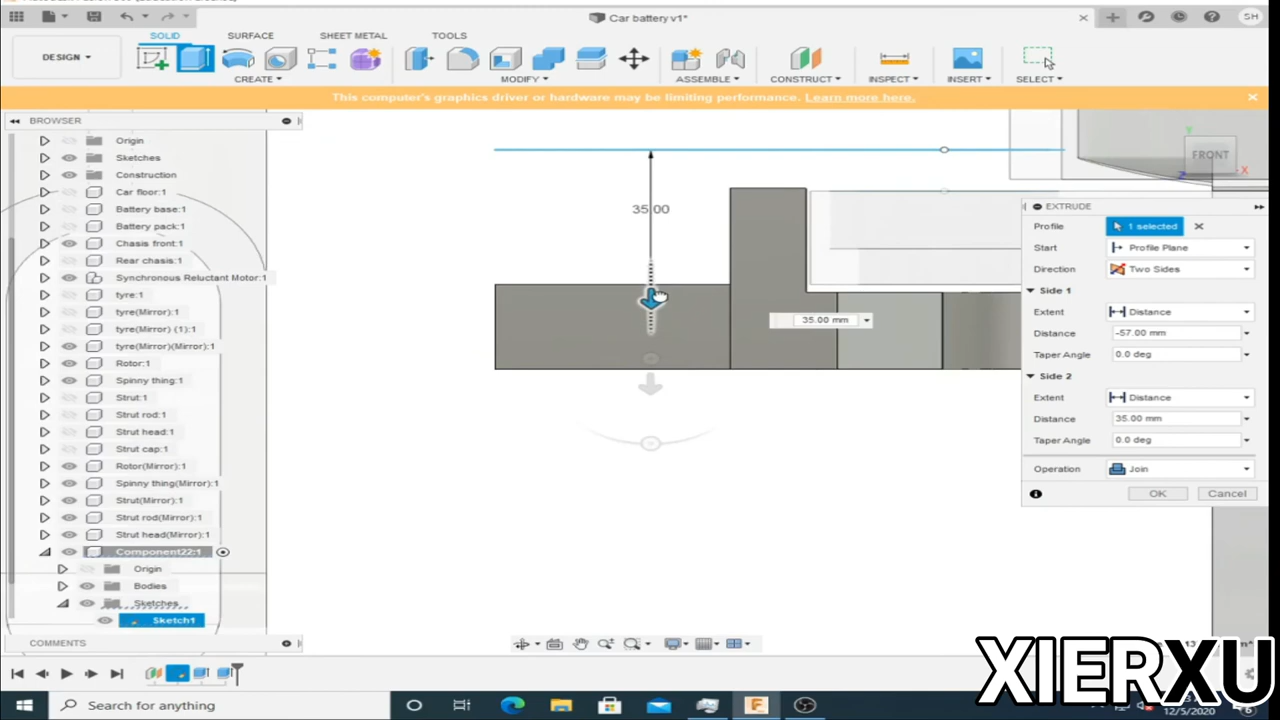 Car battery v1*
SH
DESIGN
SOLID
SURFACE
SHEET METAL
TOOLS
CREATE
MODIFY
ASSEMBLE
CONSTRUCT
INSPECT
INSERT
SELECT
This computer's graphics driver or hardware may be limiting performance. Learn more here.
BROWSER
Origin
Sketches
Construction
Car floor:1
Battery base:1
Battery pack:1
Chasis front:1
Rear chasis:1
Synchronous Reluctant Motor:1
tyre:1
tyre(Mirror):1
tyre(Mirror) (1):1
tyre(Mirror)(Mirror):1
Rotor:1
Spinny thing:1
Strut:1
Strut rod:1
Strut head:1
Strut cap:1
Rotor(Mirror):1
Spinny thing(Mirror):1
Strut(Mirror):1
Strut rod(Mirror):1
Strut head(Mirror):1
Component22:1
Origin
Bodies
Sketches
Sketch1
COMMENTS
35.00
35.00 mm
Y
FRONT
X
Z
EXTRUDE
Profile 1 selected
Start Profile Plane
Direction Two Sides
Side 1
Extent Distance
Distance -57.00 mm
Taper Angle 0.0 deg
Side 2
Extent Distance
Distance 35.00 mm
Taper Angle 0.0 deg
Operation Join
OK Cancel
XIERXU
Search for anything
12/5/2020